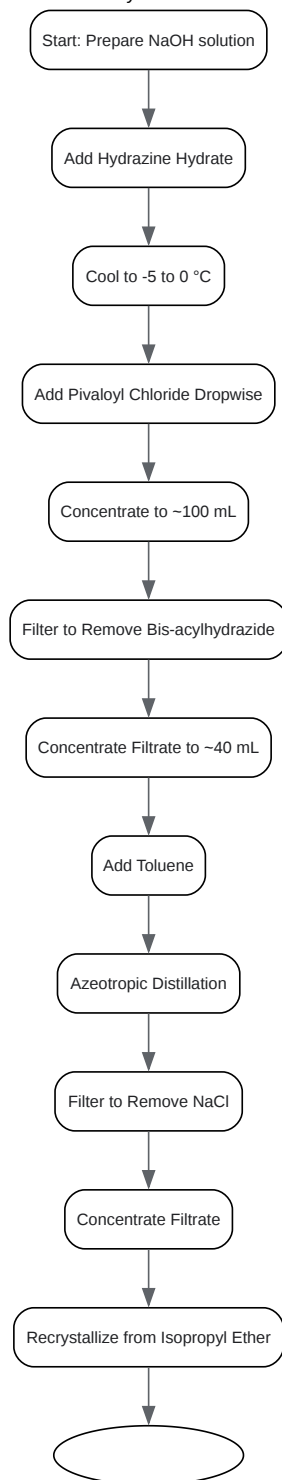 Start: Prepare NaOH solution
Add Hydrazine Hydrate
Cool to -5 to 0 °C
Add Pivaloyl Chloride Dropwise
Concentrate to ~100 mL
Filter to Remove Bis-acylhydrazide
Concentrate Filtrate to ~40 mL
Add Toluene
Azeotropic Distillation
Filter to Remove NaCl
Concentrate Filtrate
Recrystallize from Isopropyl Ether